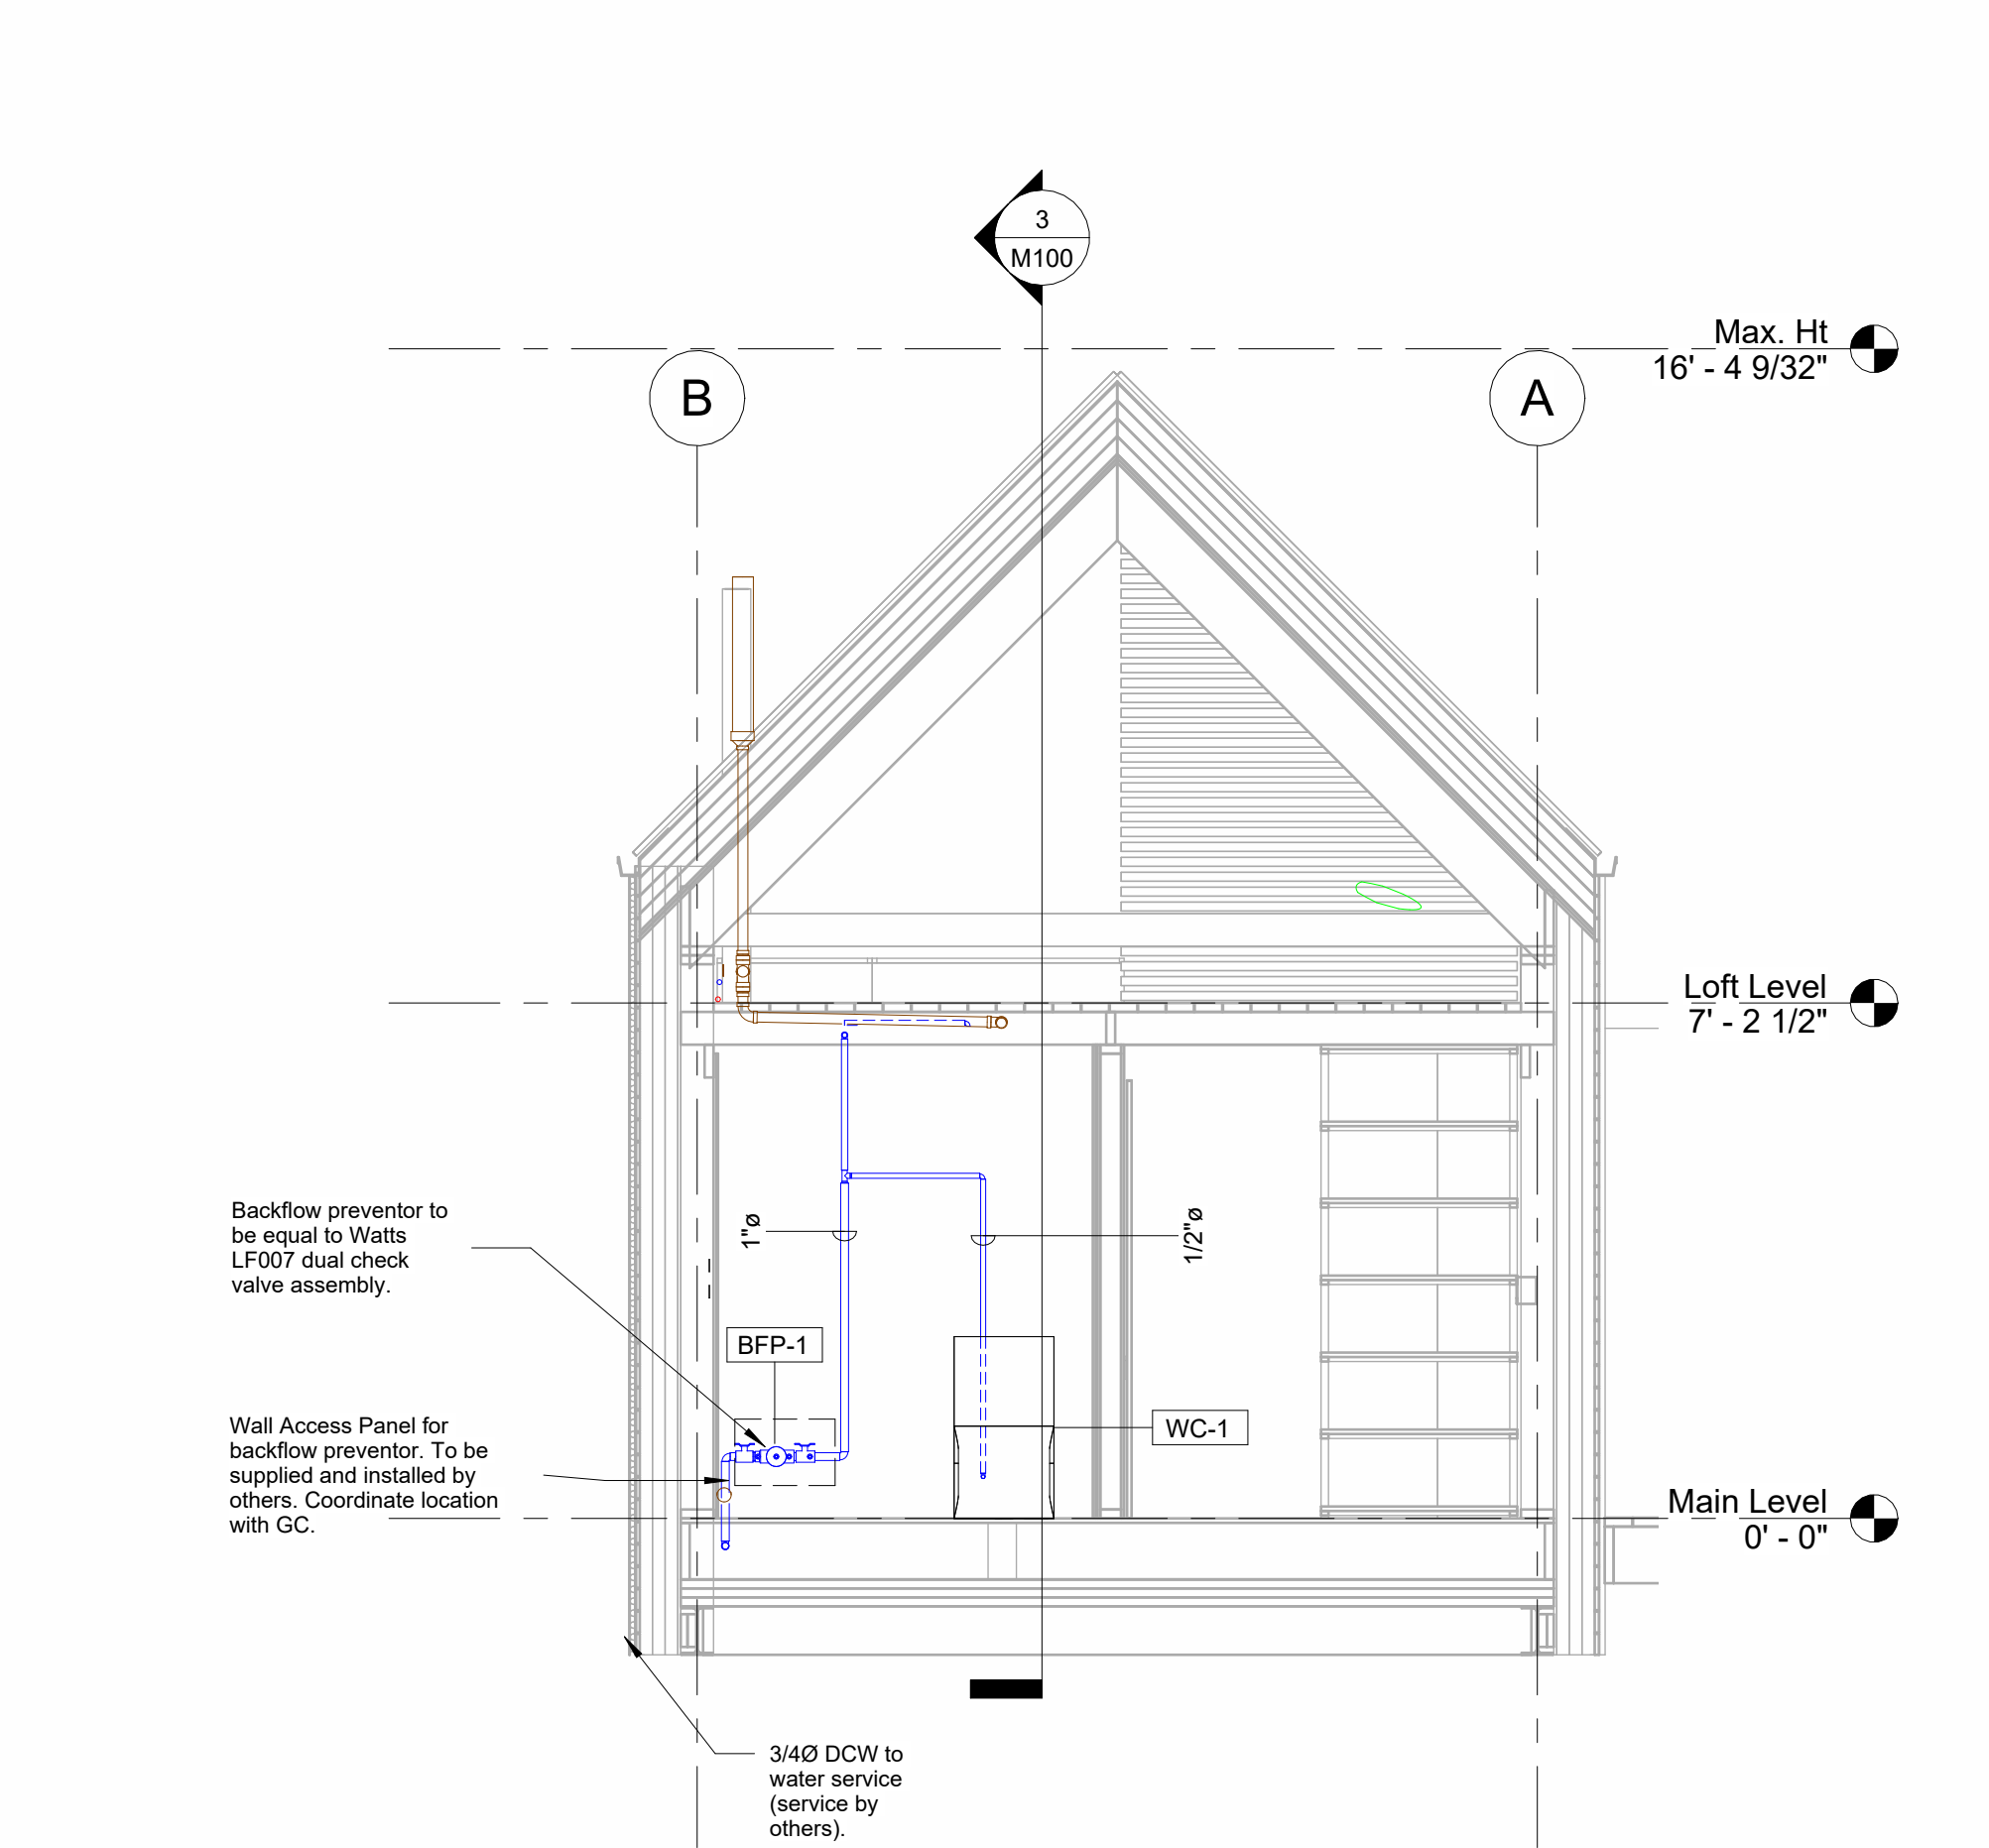 3
M100
Max. Ht
16' - 4 9/32"
B
A
Loft Level
7' - 2 1/2"
Backflow preventor to
be equal to Watts
LF007 dual check
valve assembly.
1"ø
1/2"ø
BFP-1
WC-1
Wall Access Panel for
backflow preventor. To be
supplied and installed by
others. Coordinate location
with GC.
Main Level
0' - 0"
3/4Ø DCW to
water service
(service by
others).